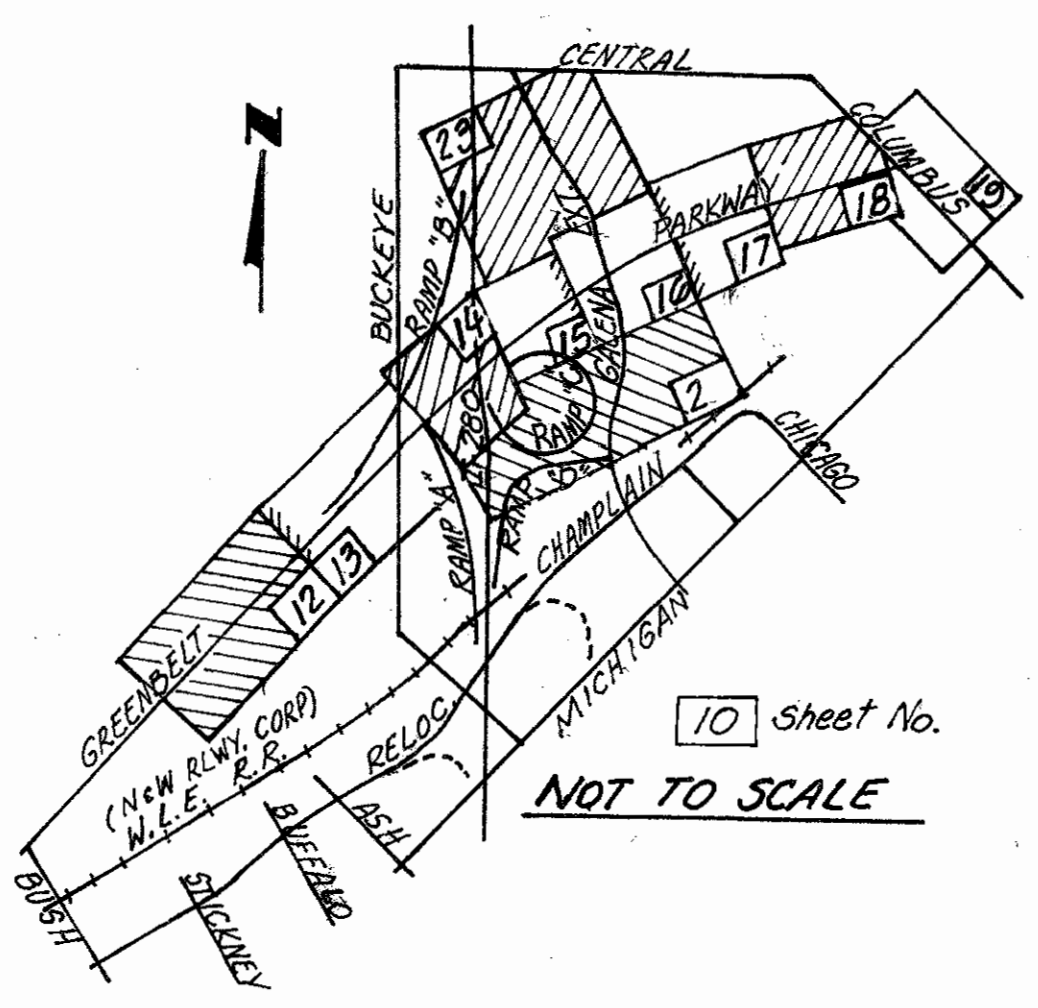 CENTRAL
N
COLUMBUS
23
19
BUCKEYE
RAMP "B"
EXT.
PARKWAY
18
17
16
14
15
GALENA
I-280
RAMP "C"
2
RAMP "A"
RAMP "D"
CHAMPLAIN
CHICAGO
12
13
GREENBELT
MICHIGAN
(N&W RLWY. CORP)
W.L.E. R.R.
RELOC.
10 Sheet No.
NOT TO SCALE
ASH
BUFFALO
BUSH
STICKNEY